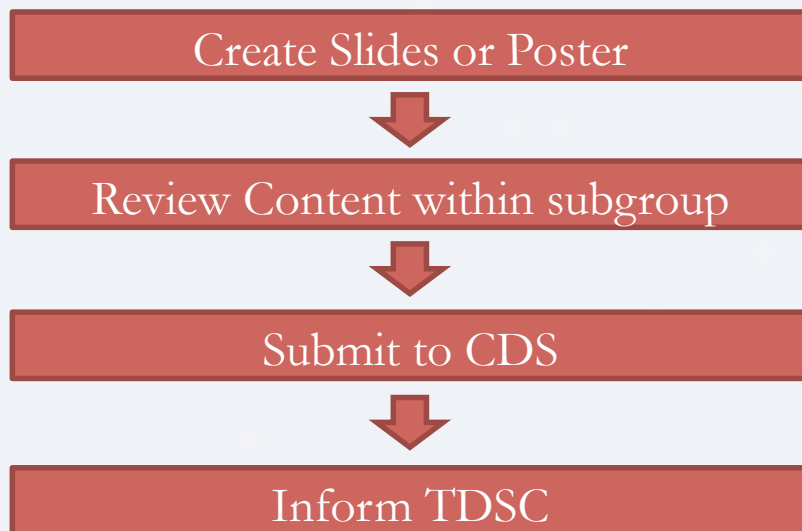 Create Slides or Poster
Review Content within subgroup
Submit to CDS
Inform TDSC